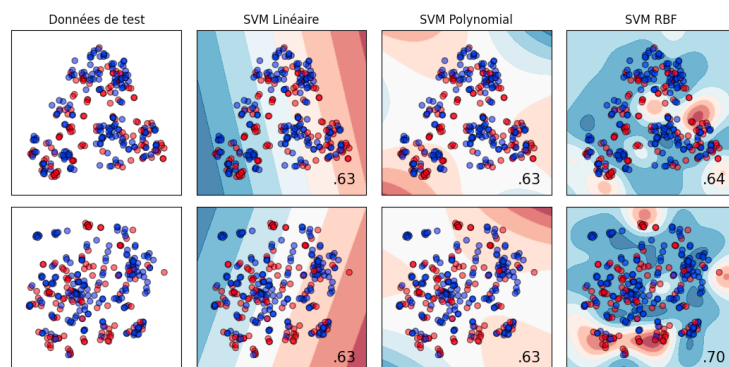 Données de test
SVM Linéaire
SVM Polynomial
SVM RBF
.63
.63
.64
.63
.63
.70